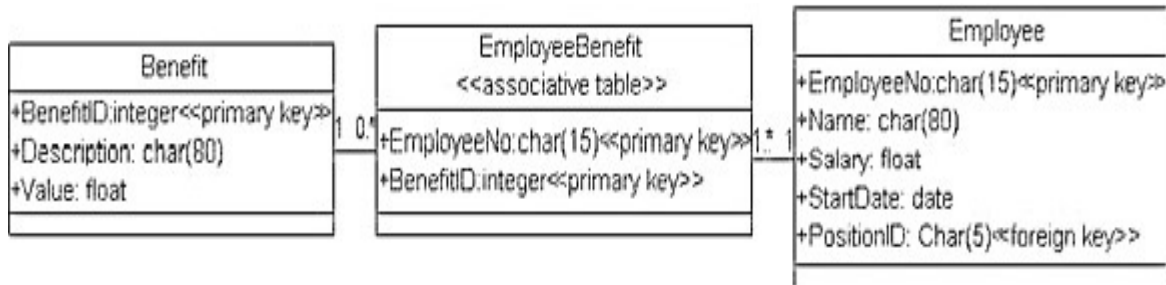 Benefit
+BenefitID:integer<<primary key>>
+Description: char(80)
+Value: float
1 0.*
EmployeeBenefit
<<associative table>>
+EmployeeNo:char(15)<<primary key>>
+BenefitID:integer<<primary key>>
1.* 1
Employee
+EmployeeNo:char(15)<<primary key>>
+Name: char(80)
+Salary: float
+StartDate: date
+PositionID: Char(5)<<foreign key>>